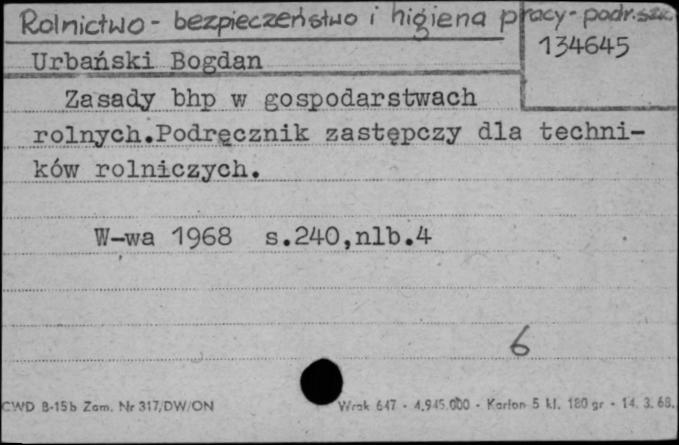 Rolnictwo - bezpieczeństwo i higiena pracy - podr. szk.
134645
Urbański Bogdan
Zasady bhp w gospodarstwach
rolnych.Podręcznik zastępczy dla techni-
ków rolniczych.
W-wa 1968 s.240,nlb.4
6
CWD B-15b Zam. Nr 317/DW/ON Wrak 647 - 4.945.000 - Karton 5 kl. 180 gr - 14. 3. 68.